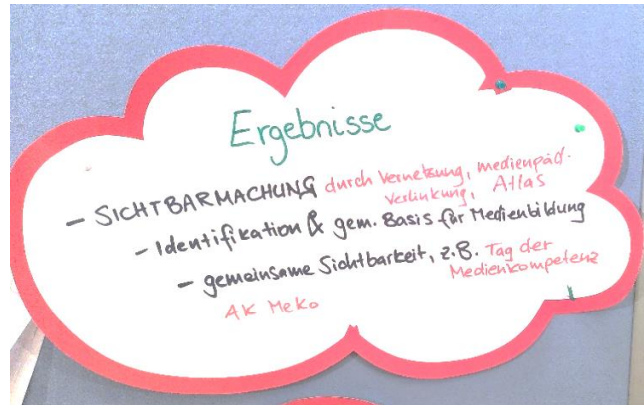 Ergebnisse
- SICHTBARMACHUNG durch Vernetzung, medienpäd.
Verlinkung, Atlas
- Identifikation & gem. Basis für Medienbildung
- gemeinsame Sichtbarkeit, z.B. Tag der
Medienkompetenz
AK MeKo